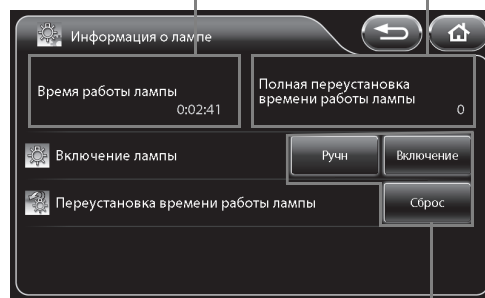 Информация о лампе
Время работы лампы
0:02:41
Полная переустановка
времени работы лампы
0
Включение лампы
Ручн
Включение
Переустановка времени работы лампы
Сброс